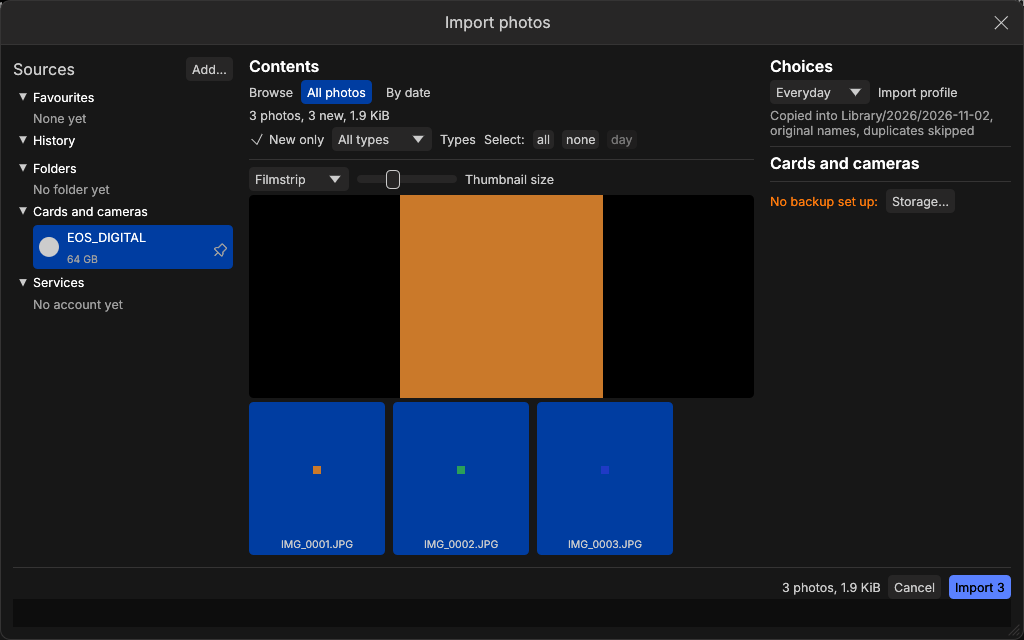 Import photos
Sources
Add...
Favourites
None yet
History
Folders
No folder yet
Cards and cameras
EOS_DIGITAL
64 GB
Services
No account yet
Contents
Browse All photos By date
3 photos, 3 new, 1.9 KiB
New only All types Types Select: all none day
Filmstrip Thumbnail size
IMG_0001.JPG IMG_0002.JPG IMG_0003.JPG
Choices
Everyday Import profile
Copied into Library/2026/2026-11-02,
original names, duplicates skipped
Cards and cameras
No backup set up: Storage...
3 photos, 1.9 KiB Cancel Import 3